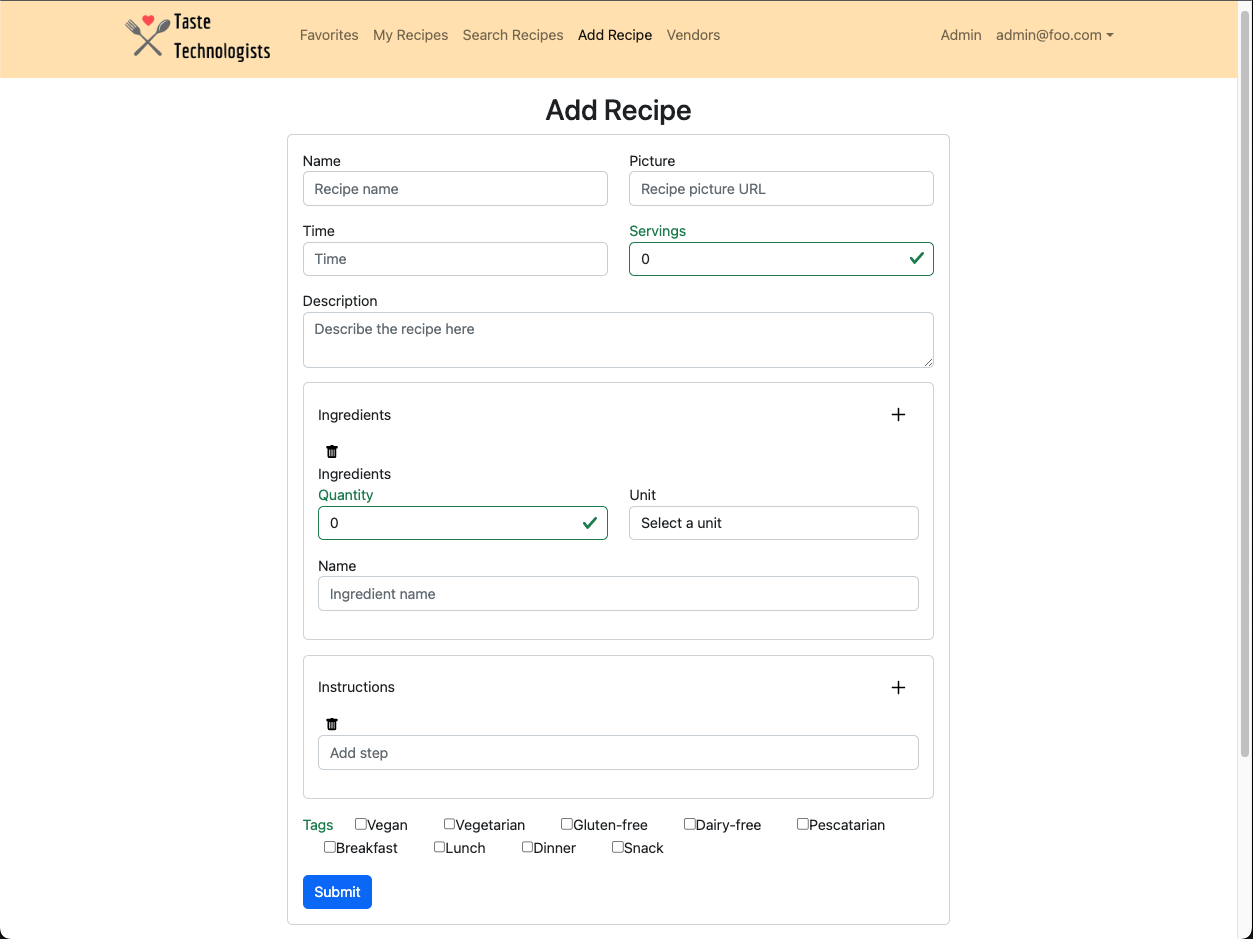 Taste
Technologists
Favorites My Recipes Search Recipes Add Recipe Vendors Admin admin@foo.com
Add Recipe
Name Picture
Recipe name Recipe picture URL
Time Servings
Time 0
Description
Describe the recipe here
Ingredients
Ingredients
Quantity Unit
0 Select a unit
Name
Ingredient name
Instructions
Add step
Tags Vegan Vegetarian Gluten-free Dairy-free Pescatarian
Breakfast Lunch Dinner Snack
Submit